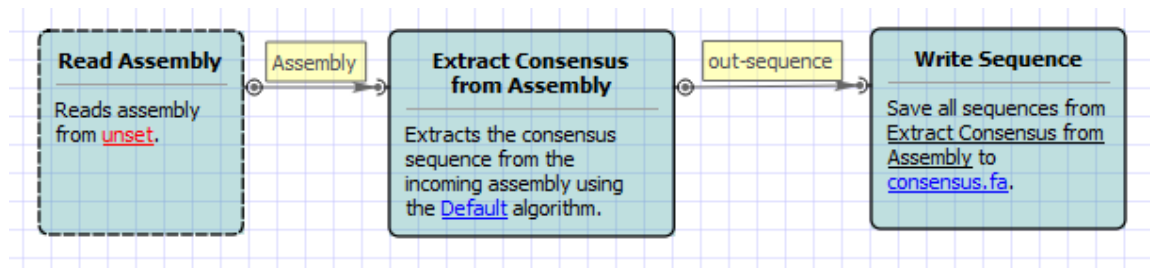 Read Assembly
Reads assembly
from unset.
Assembly
Extract Consensus
from Assembly
Extracts the consensus
sequence from the
incoming assembly using
the Default algorithm.
out-sequence
Write Sequence
Save all sequences from
Extract Consensus from
Assembly to
consensus.fa.